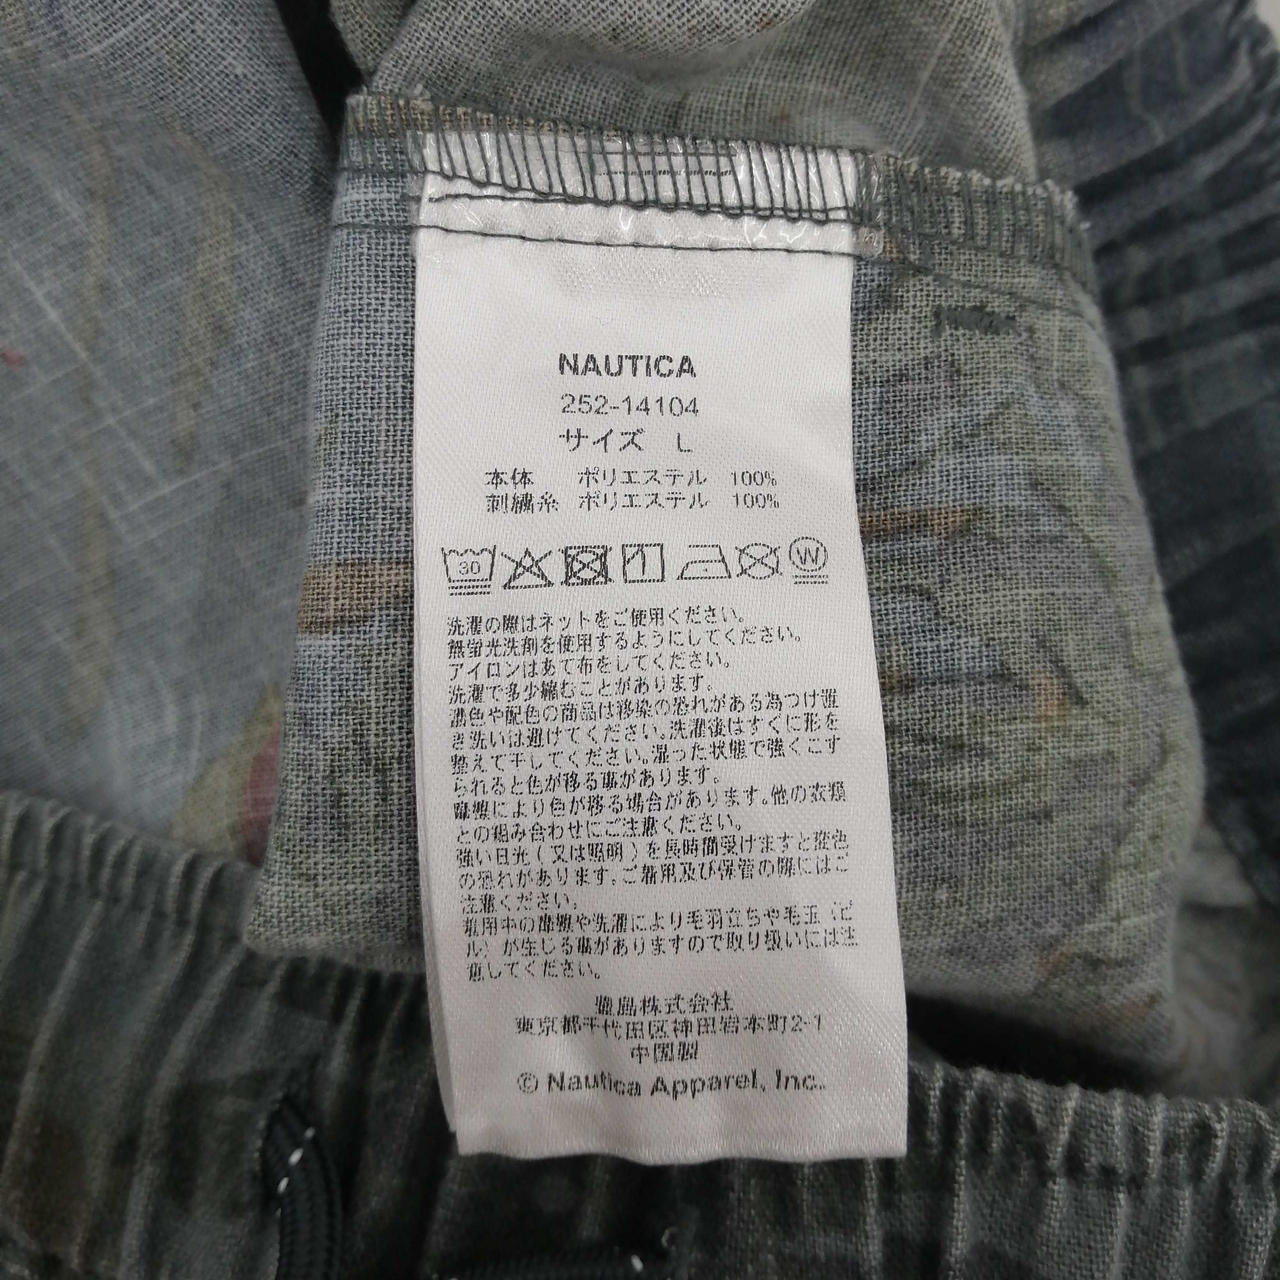 NAUTICA
252-14104
サイズ L
本体 ポリエステル 100%
刺繍糸 ポリエステル 100%
30
W
洗濯の際はネットをご使用ください。
無蛍光洗剤を使用するようにしてください。
アイロンはあて布をしてください。
洗濯で多少縮むことがあります。
濃色や配色の商品は移染の恐れがある為つけ置
き洗いは避けてください。洗濯後はすぐに形を
整えて干してください。湿った状態で強くこす
られると色が移る事があります。
摩擦により色が移る場合があります。他の衣類
との組み合わせにご注意ください。
強い日光(又は照明)を長時間受けますと変色
の恐れがあります。ご着用及び保管の際にはご
注意ください。
着用中の摩擦や洗濯により毛羽立ちや毛玉(ピ
ル)が生じる事がありますので取り扱いには注
意してください。
豊島株式会社
東京都千代田区神田岩本町2-1
中国製
© Nautica Apparel, Inc.